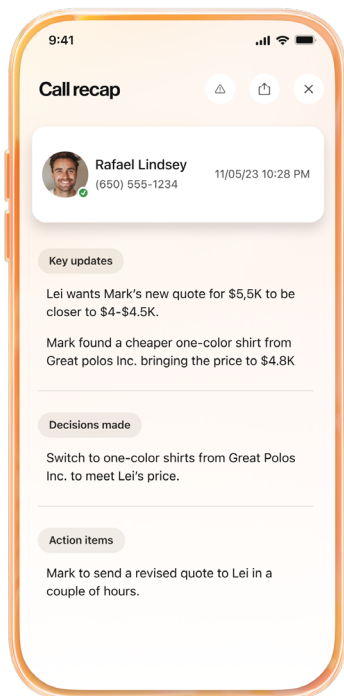 9:41
Call recap
Rafael Lindsey
(650) 555-1234
11/05/23 10:28 PM
Key updates
Lei wants Mark's new quote for $5,5K to be
closer to $4-$4.5K.
Mark found a cheaper one-color shirt from
Great polos Inc. bringing the price to $4.8K
Decisions made
Switch to one-color shirts from Great Polos
Inc. to meet Lei's price.
Action items
Mark to send a revised quote to Lei in a
couple of hours.